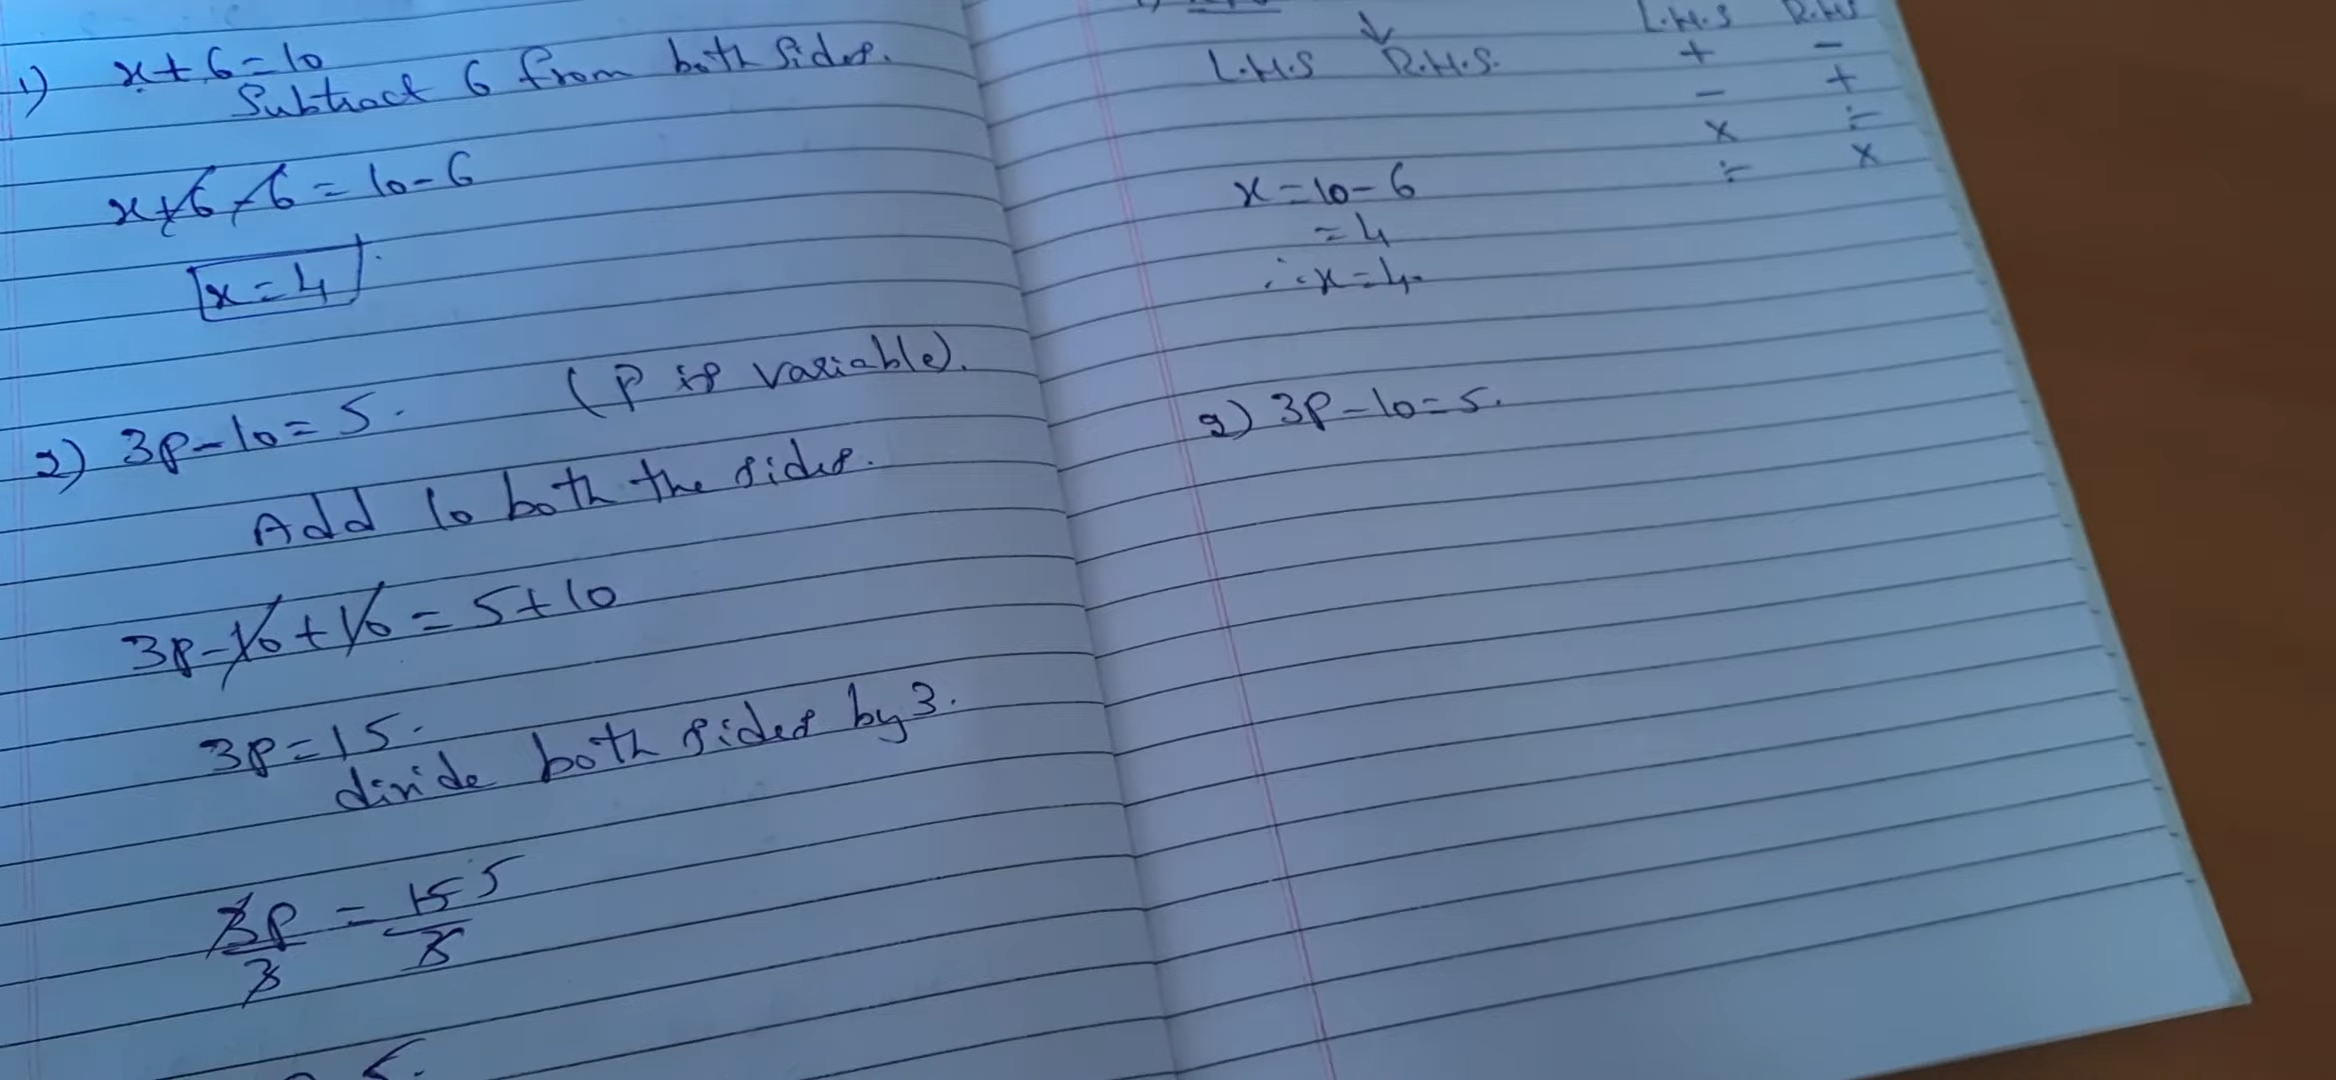 1) x + 6 = 10
Subtract 6 from both sides.
x + 6 - 6 = 10 - 6
x = 4
2) 3p - 10 = 5. (P is variable).
Add 10 both the sides.
3p - 10 + 10 = 5 + 10
3p = 15.
divide both sides by 3.
3p/3 = 15/3 5
5.
↓
L.H.S R.H.S.
L.H.S R.H.S
+ -
- +
× ÷
÷ ×
x = 10 - 6
= 4
∴ x = 4.
2) 3p - 10 = 5.